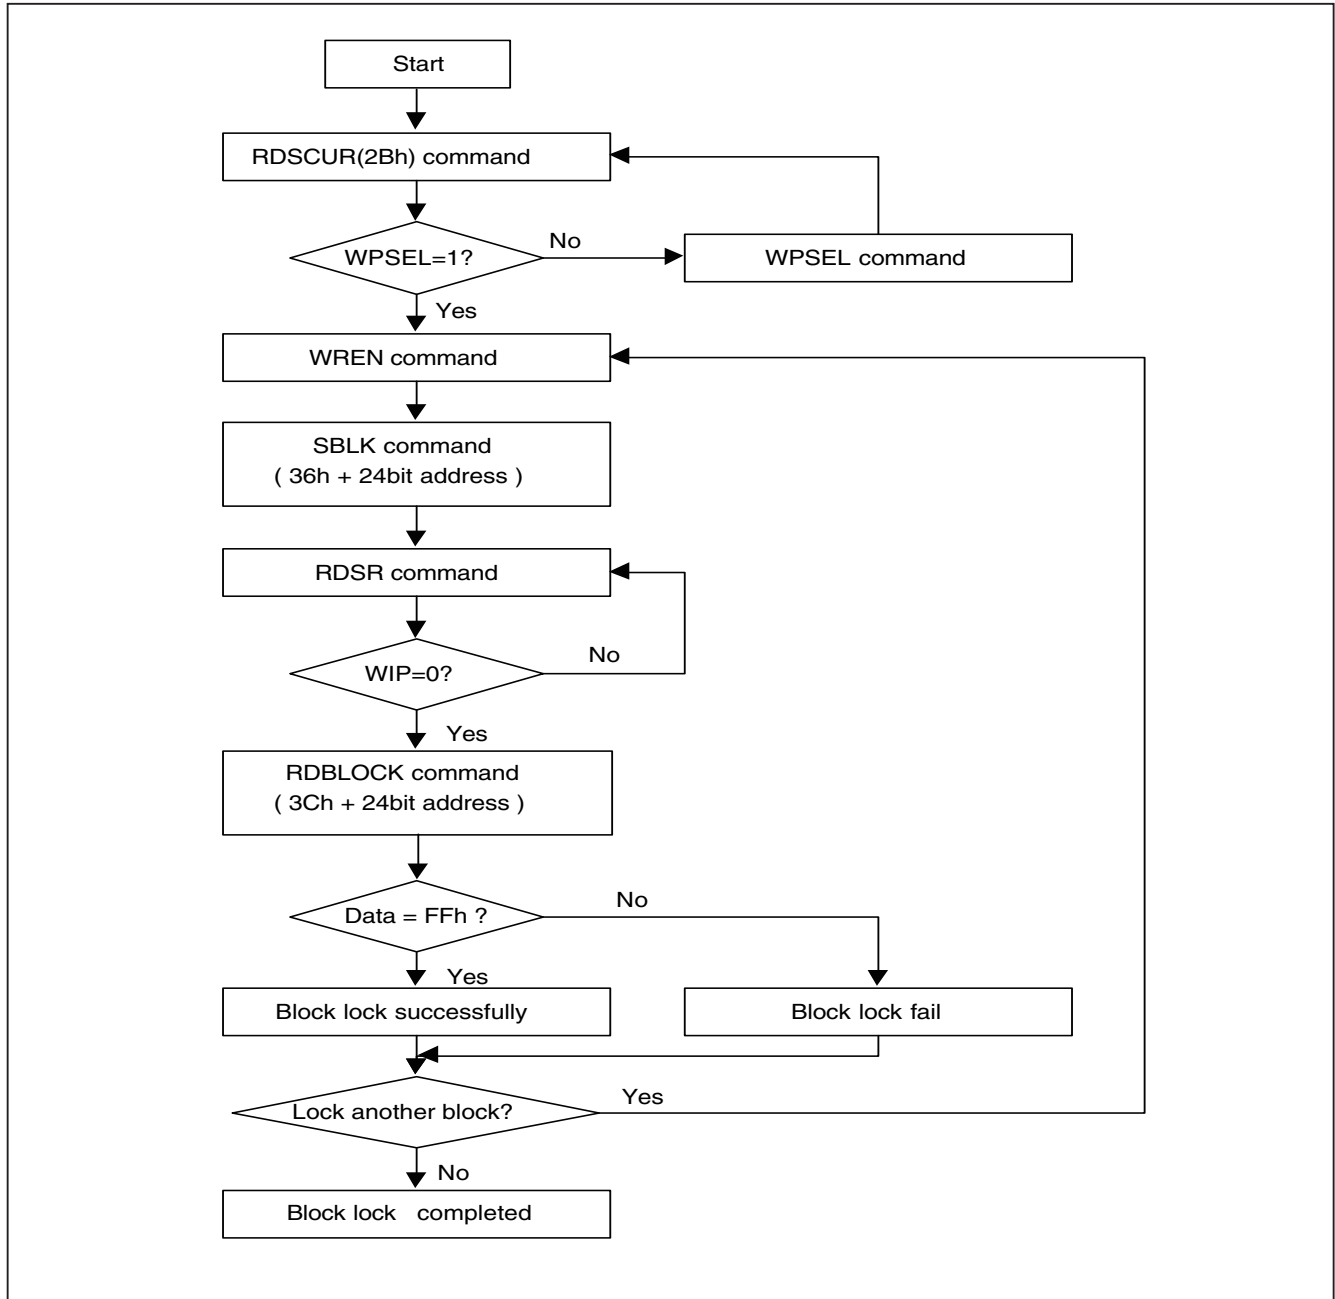 Start
RDSCUR(2Bh) command
WPSEL=1?
No
WPSEL command
Yes
WREN command
SBLK command
( 36h + 24bit address )
RDSR command
WIP=0?
No
Yes
RDBLOCK command
( 3Ch + 24bit address )
Data = FFh ?
No
Yes
Block lock successfully
Block lock fail
Lock another block?
Yes
No
Block lock completed